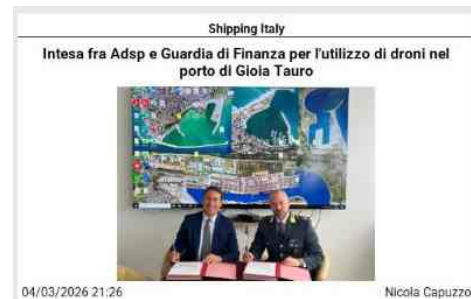 Shipping Italy
Intesa fra Adsp e Guardia di Finanza per l'utilizzo di droni nel
porto di Gioia Tauro
04/03/2026 21:26
Nicola Capuzzo